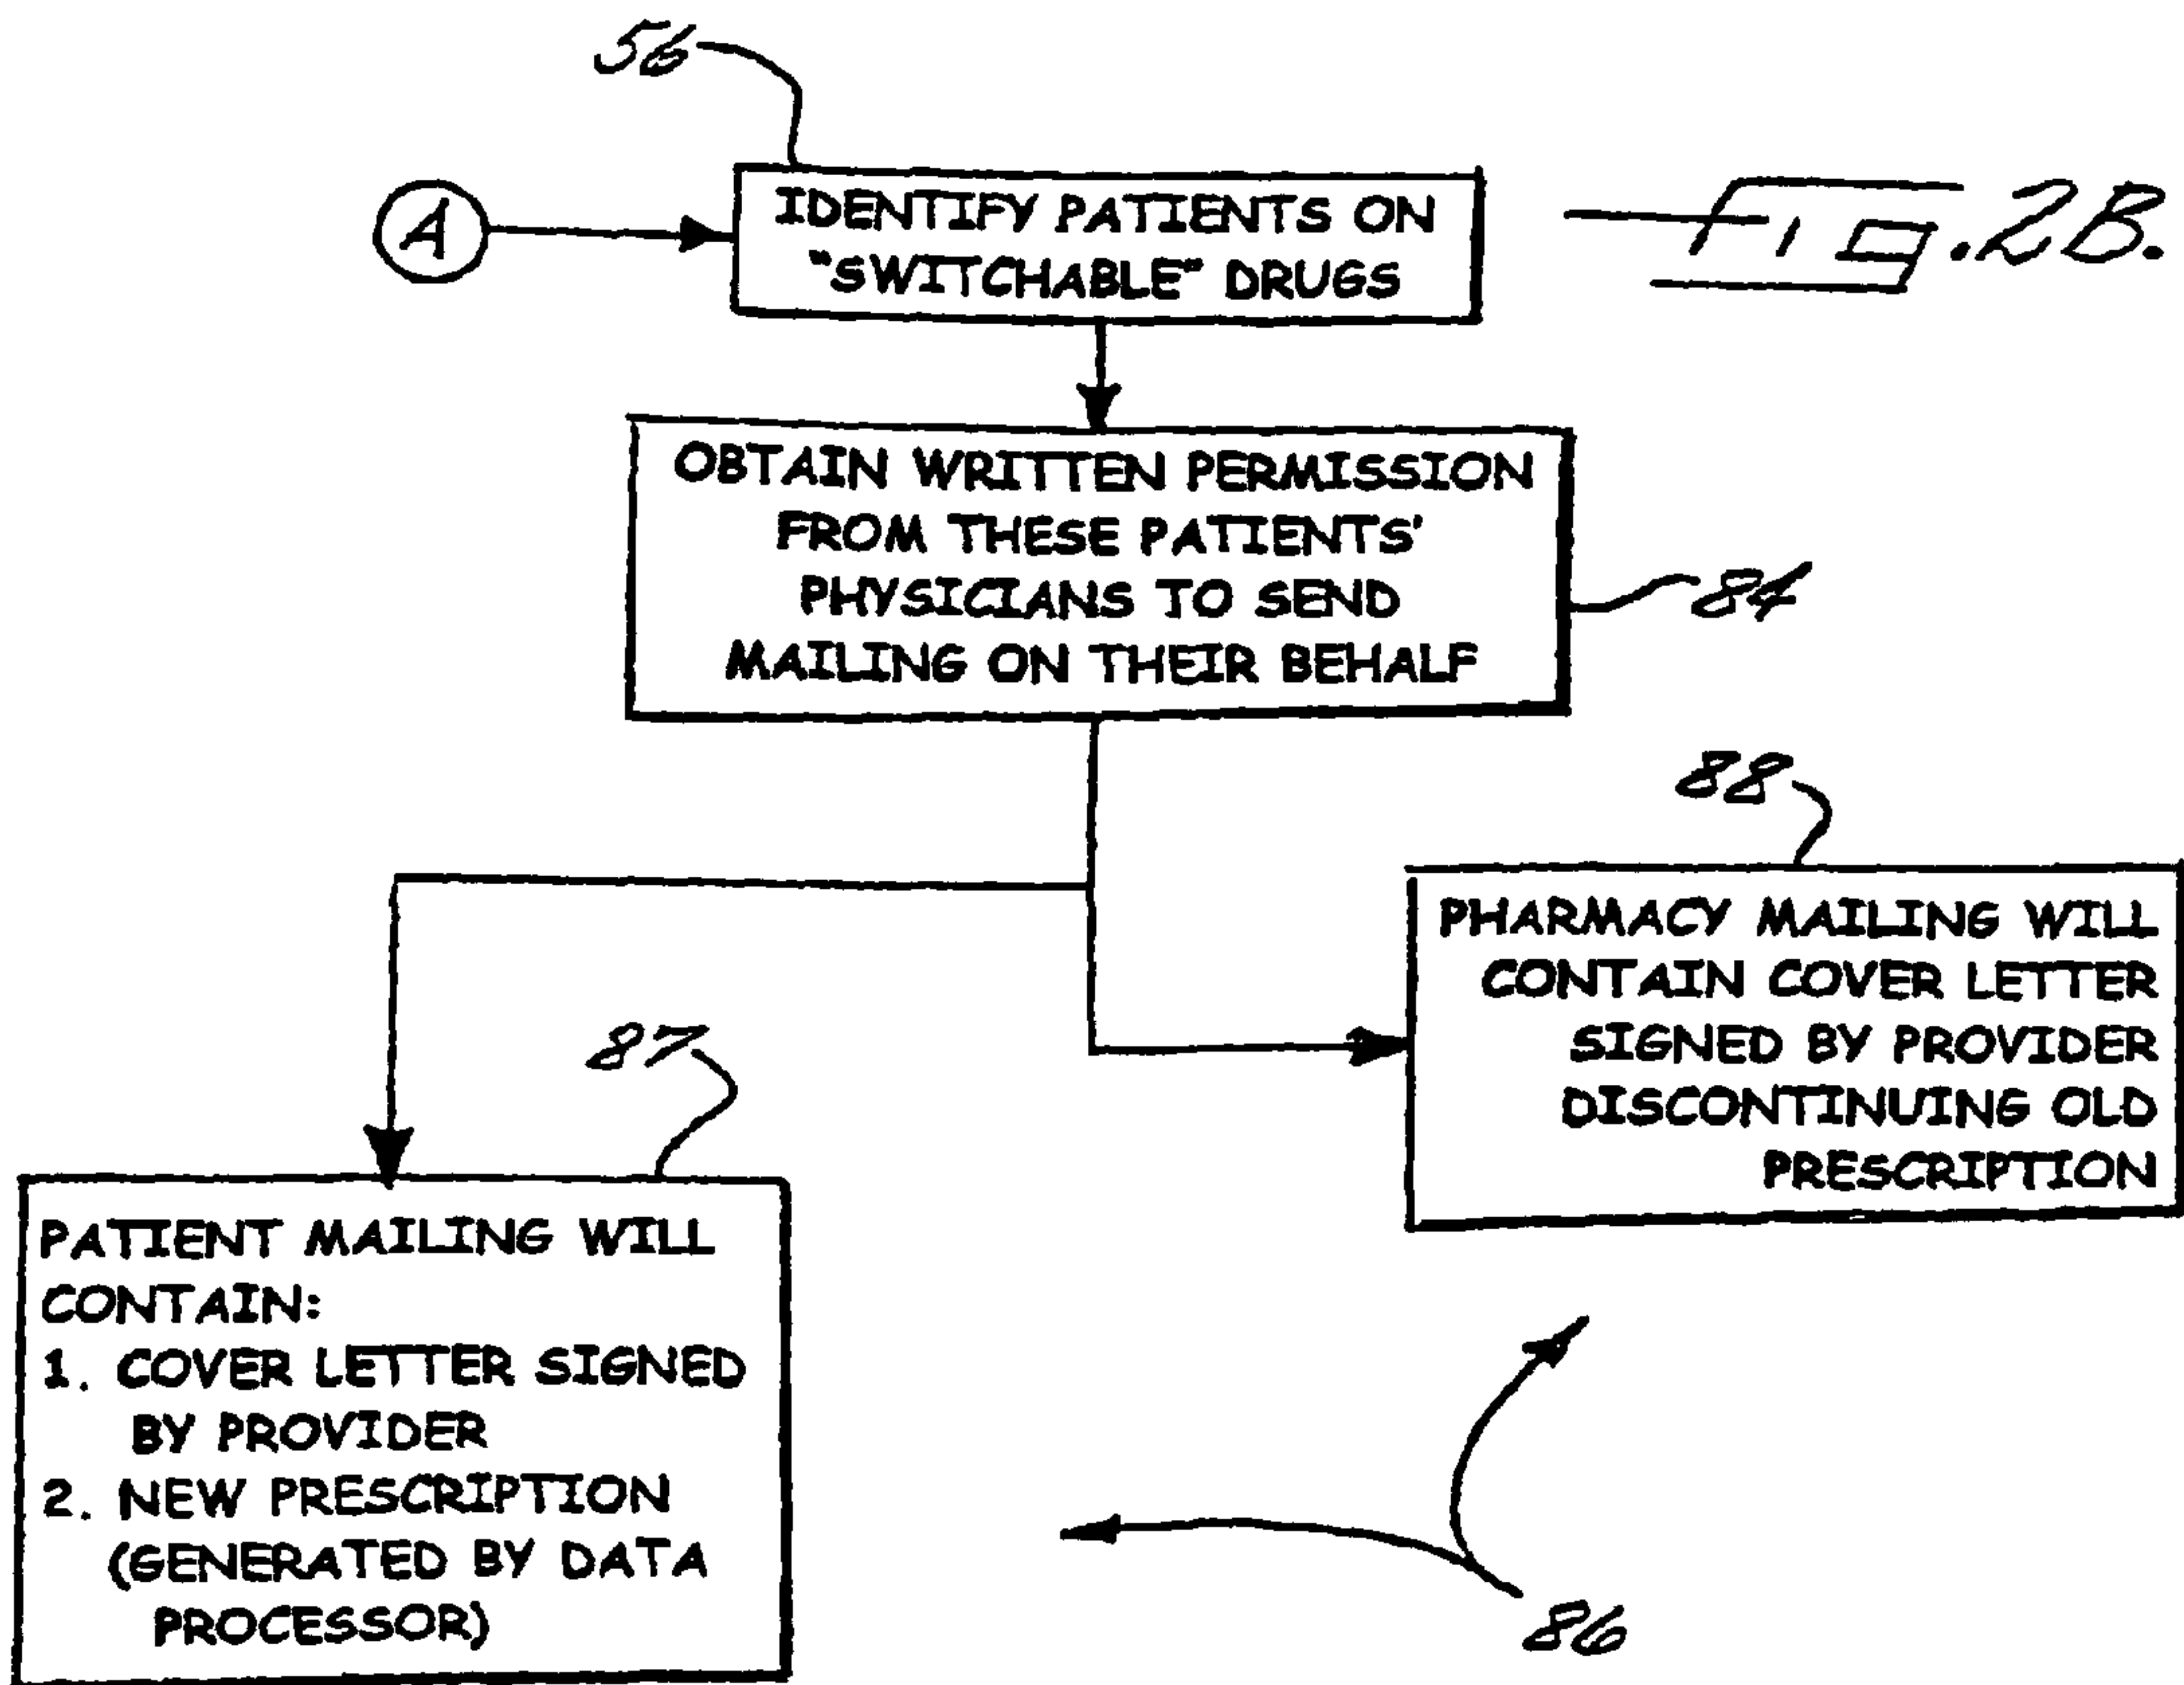 56
A
IDENTIFY PATIENTS ON
"SWITCHABLE" DRUGS
Fig.2B.
OBTAIN WRITTEN PERMISSION
FROM THESE PATIENTS'
PHYSICIANS TO SEND
MAILING ON THEIR BEHALF
84
88
PHARMACY MAILING WILL
CONTAIN COVER LETTER
SIGNED BY PROVIDER
DISCONTINUING OLD
PRESCRIPTION
87
PATIENT MAILING WILL
CONTAIN:
1. COVER LETTER SIGNED
BY PROVIDER
2. NEW PRESCRIPTION
(GENERATED BY DATA
PROCESSOR)
86